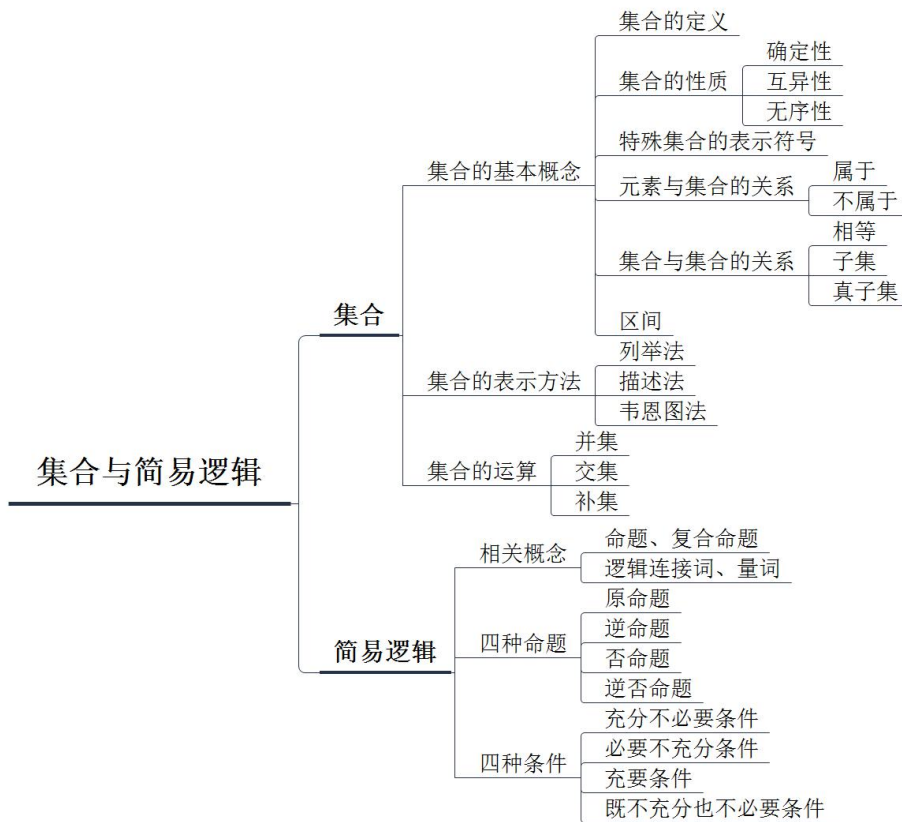 集合与简易逻辑
集合
集合的基本概念
集合的定义
集合的性质
确定性
互异性
无序性
特殊集合的表示符号
元素与集合的关系
属于
不属于
集合与集合的关系
相等
子集
真子集
区间
集合的表示方法
列举法
描述法
韦恩图法
集合的运算
并集
交集
补集
简易逻辑
相关概念
命题、复合命题
逻辑连接词、量词
四种命题
原命题
逆命题
否命题
逆否命题
四种条件
充分不必要条件
必要不充分条件
充要条件
既不充分也不必要条件